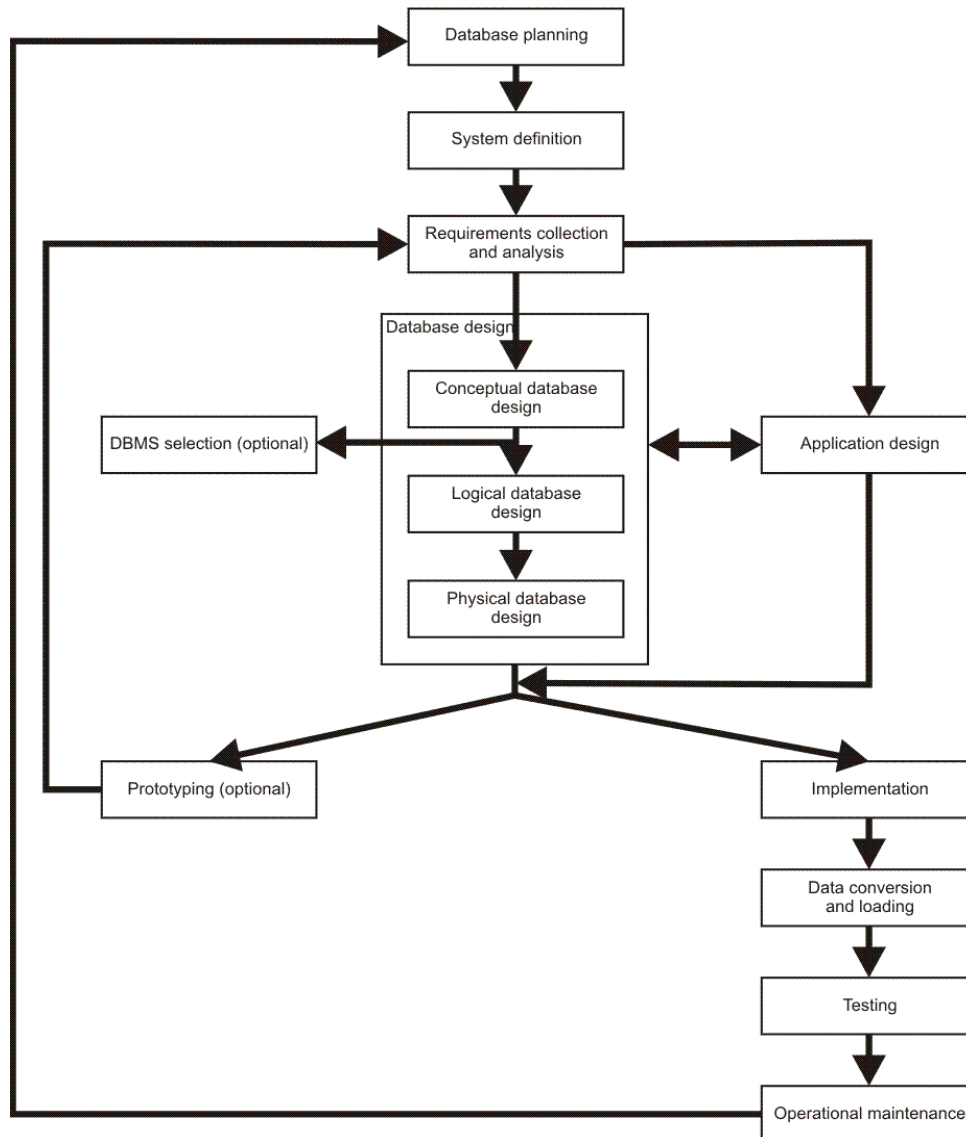 Database planning
System definition
Requirements collection
and analysis
Database design
Conceptual database
design
DBMS selection (optional)
Application design
Logical database
design
Physical database
design
Prototyping (optional)
Implementation
Data conversion
and loading
Testing
Operational maintenance